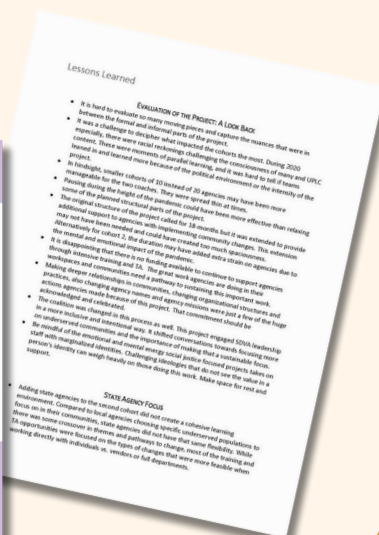 Lessons Learned
EVALUATION OF THE PROJECT: A LOOK BACK
• It is hard to evaluate so many moving pieces and capture the nuances that were in
between the formal and informal parts of the project.
• It was a challenge to decipher what impacted the cohorts the most. During 2020
especially, there were racial reckonings challenging the consciousness of many and UPLC
content. These were moments of parallel learning, and it was hard to tell if teams
leaned in and learned more because of the political environment or the intensity of the
project.
• In hindsight, smaller cohorts of 10 instead of 20 agencies may have been more
manageable for the two coaches. They were spread thin at times.
• Pausing during the height of the pandemic could have been more effective than relaxing
some of the planned structural parts of the project.
• The original structure of the project called for 18-months but it was extended to provide
additional support to agencies with implementing community changes. This extension
may not have been needed and could have created too much spaciousness.
Alternatively for cohort 2, the duration may have added extra strain on agencies due to
the mental and emotional impact of the pandemic.
• It is disappointing that there is no funding available to continue to support agencies
through intensive training and TA. The great work agencies are doing in their
workspaces and communities need a pathway to sustaining this important work.
• Making deeper relationships in communities, changing organizational structures and
practices, also changing agency names and agency missions were just a few of the huge
actions agencies made because of this project. That commitment should be
acknowledged and celebrated.
• The coalition was changed in this process as well. This project engaged SDVA leadership
in a more inclusive and intentional way. It shifted conversations towards focusing more
on underserved communities and the importance of making that a sustainable focus.
• Be mindful of the emotional and mental energy social justice focused projects takes on
staff with marginalized identities. Challenging ideologies that do not see the value in a
person's identity can weigh heavily on those doing this work. Make space for rest and
support.
STATE AGENCY FOCUS
• Adding state agencies to the second cohort did not create a cohesive learning
environment. Compared to local agencies choosing specific underserved populations to
focus on in their communities, state agencies did not have that same flexibility. While
there was some crossover in themes and pathways to change, most of the training and
TA opportunities were focused on the types of changes that were more feasible when
working directly with individuals vs. vendors or full departments.